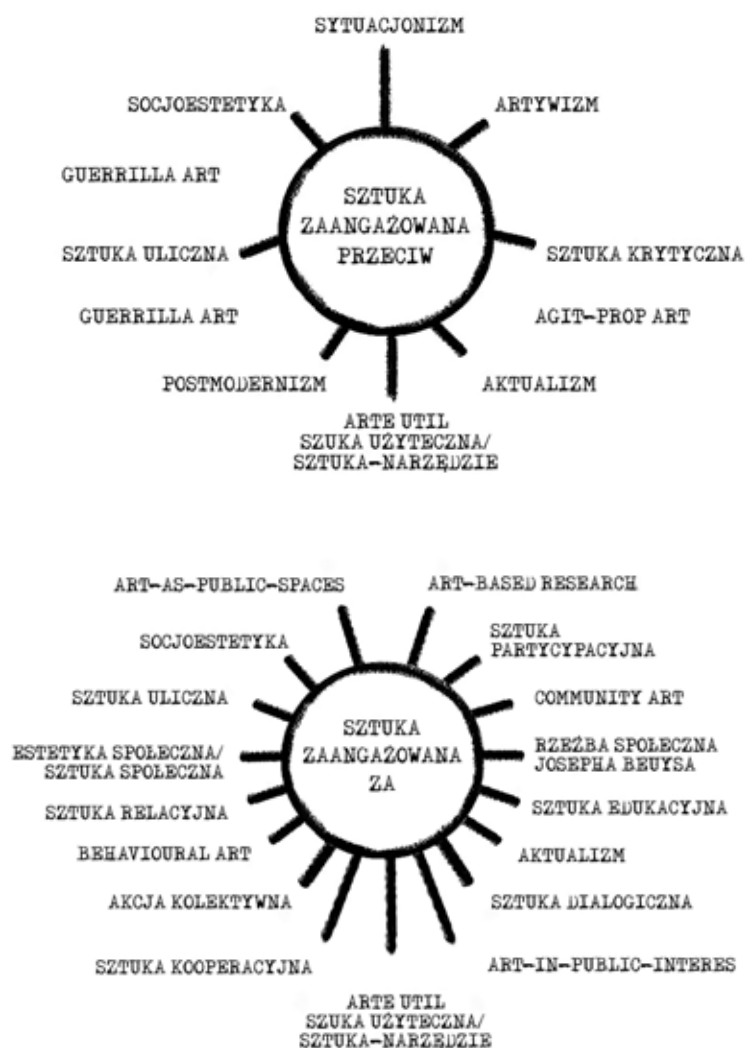 SYTUACJONIZM
SOCJOESTETYKA
ARTYWIZM
GUERRILLA ART
SZTUKA
ZAANGAŻOWANA
PRZECIW
SZTUKA ULICZNA
SZTUKA KRYTYCZNA
GUERRILLA ART
AGIT-PROP ART
POSTMODERNIZM
AKTUALIZM
ARTE UTIL
SZUKA UŻYTECZNA/
SZTUKA-NARZĘDZIE
ART-AS-PUBLIC-SPACES
ART-BASED RESEARCH
SOCJOESTETYKA
SZTUKA
PARTYCYPACYJNA
SZTUKA ULICZNA
COMMUNITY ART
SZTUKA
ZAANGAŻOWANA
ZA
ESTETYKA SPOŁECZNA/
SZTUKA SPOŁECZNA
RZEŹBA SPOŁECZNA
JOSEPHA BEUYSA
SZTUKA RELACYJNA
SZTUKA EDUKACYJNA
BEHAVIOURAL ART
AKTUALIZM
AKCJA KOLEKTYWNA
SZTUKA DIALOGICZNA
SZTUKA KOOPERACYJNA
ART-IN-PUBLIC-INTERES
ARTE UTIL
SZUKA UŻYTECZNA/
SZTUKA-NARZĘDZIE